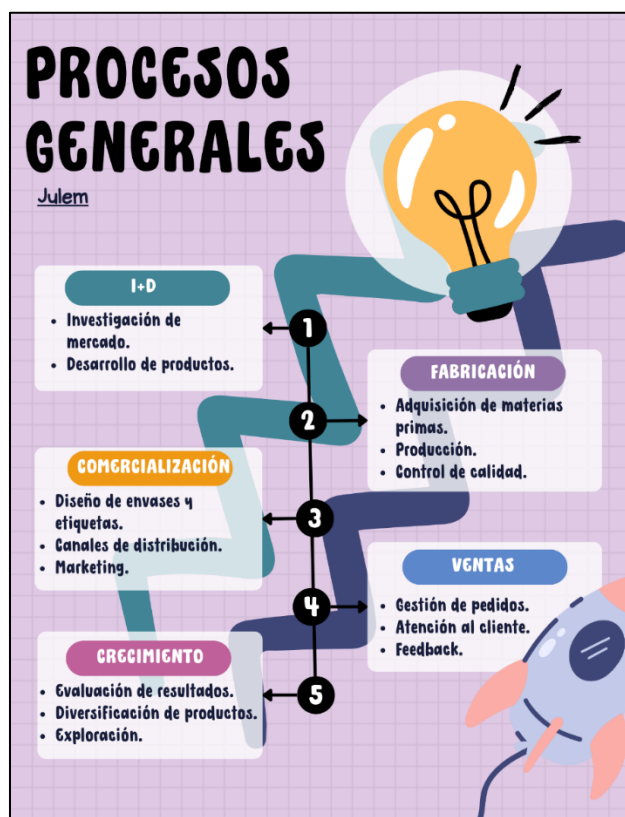 PROCESOS
GENERALES
Julem
I+D
• Investigación de
mercado.
• Desarrollo de productos.
1
FABRICACIÓN
• Adquisición de materias
primas.
• Producción.
• Control de calidad.
2
COMERCIALIZACIÓN
• Diseño de envases y
etiquetas.
• Canales de distribución.
• Marketing.
3
VENTAS
• Gestión de pedidos.
• Atención al cliente.
• Feedback.
4
CRECIMIENTO
• Evaluación de resultados.
• Diversificación de productos.
• Exploración.
5